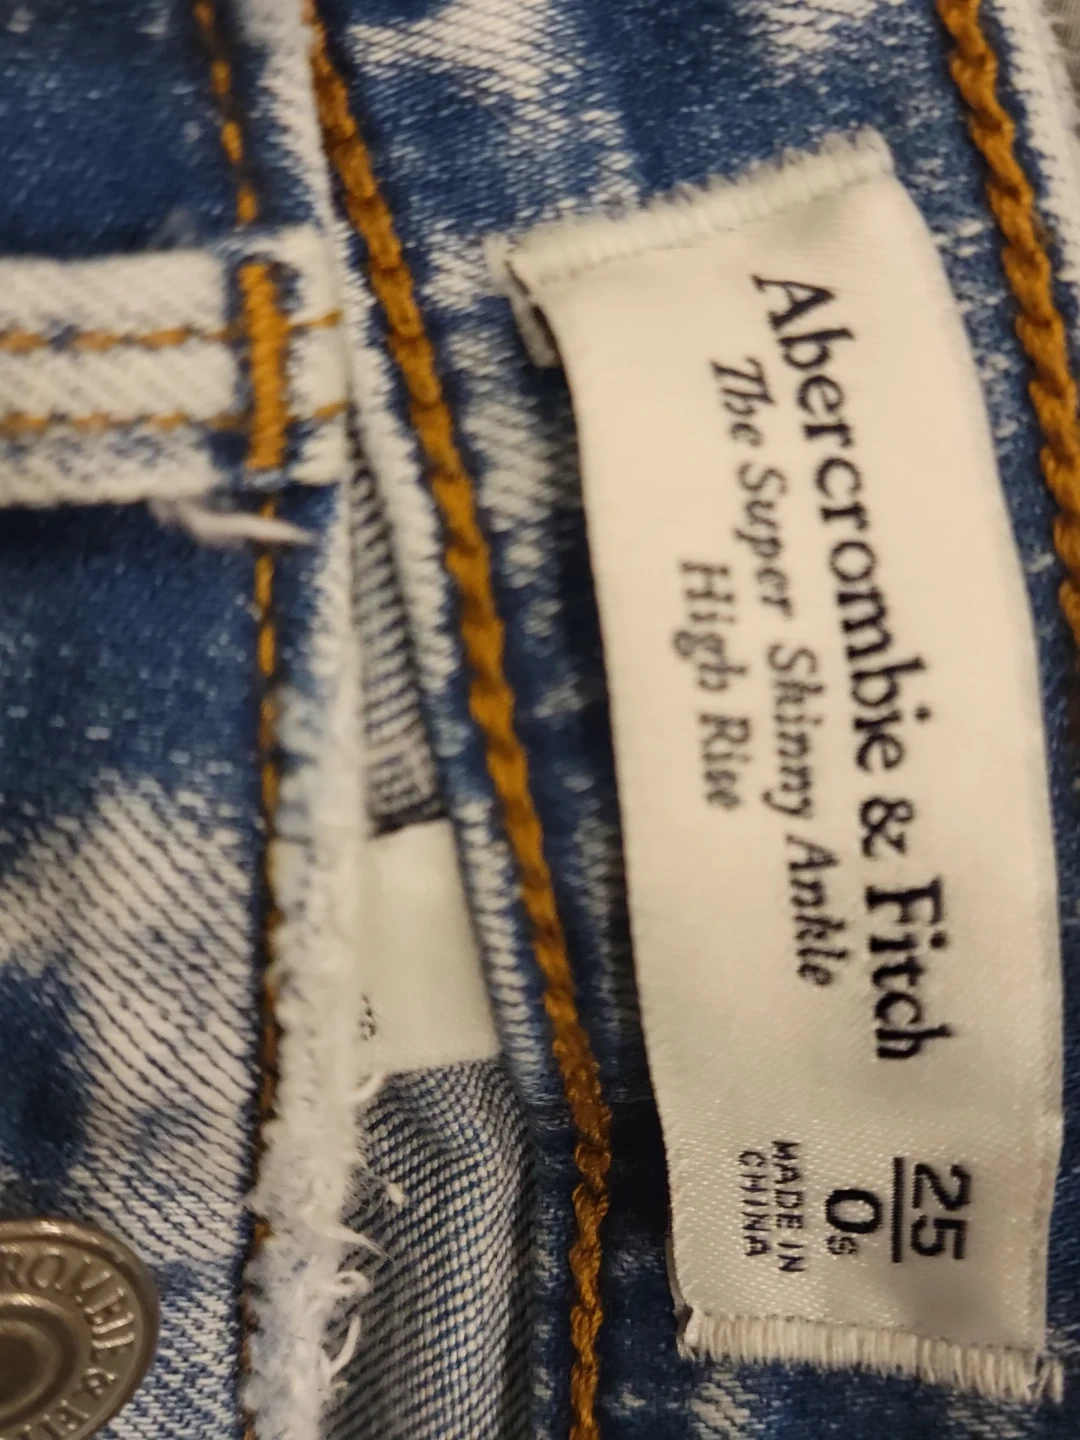 Abercrombie & Fitch
The Super Skinny Ankle
High Rise
25
0s
MADE IN
CHINA